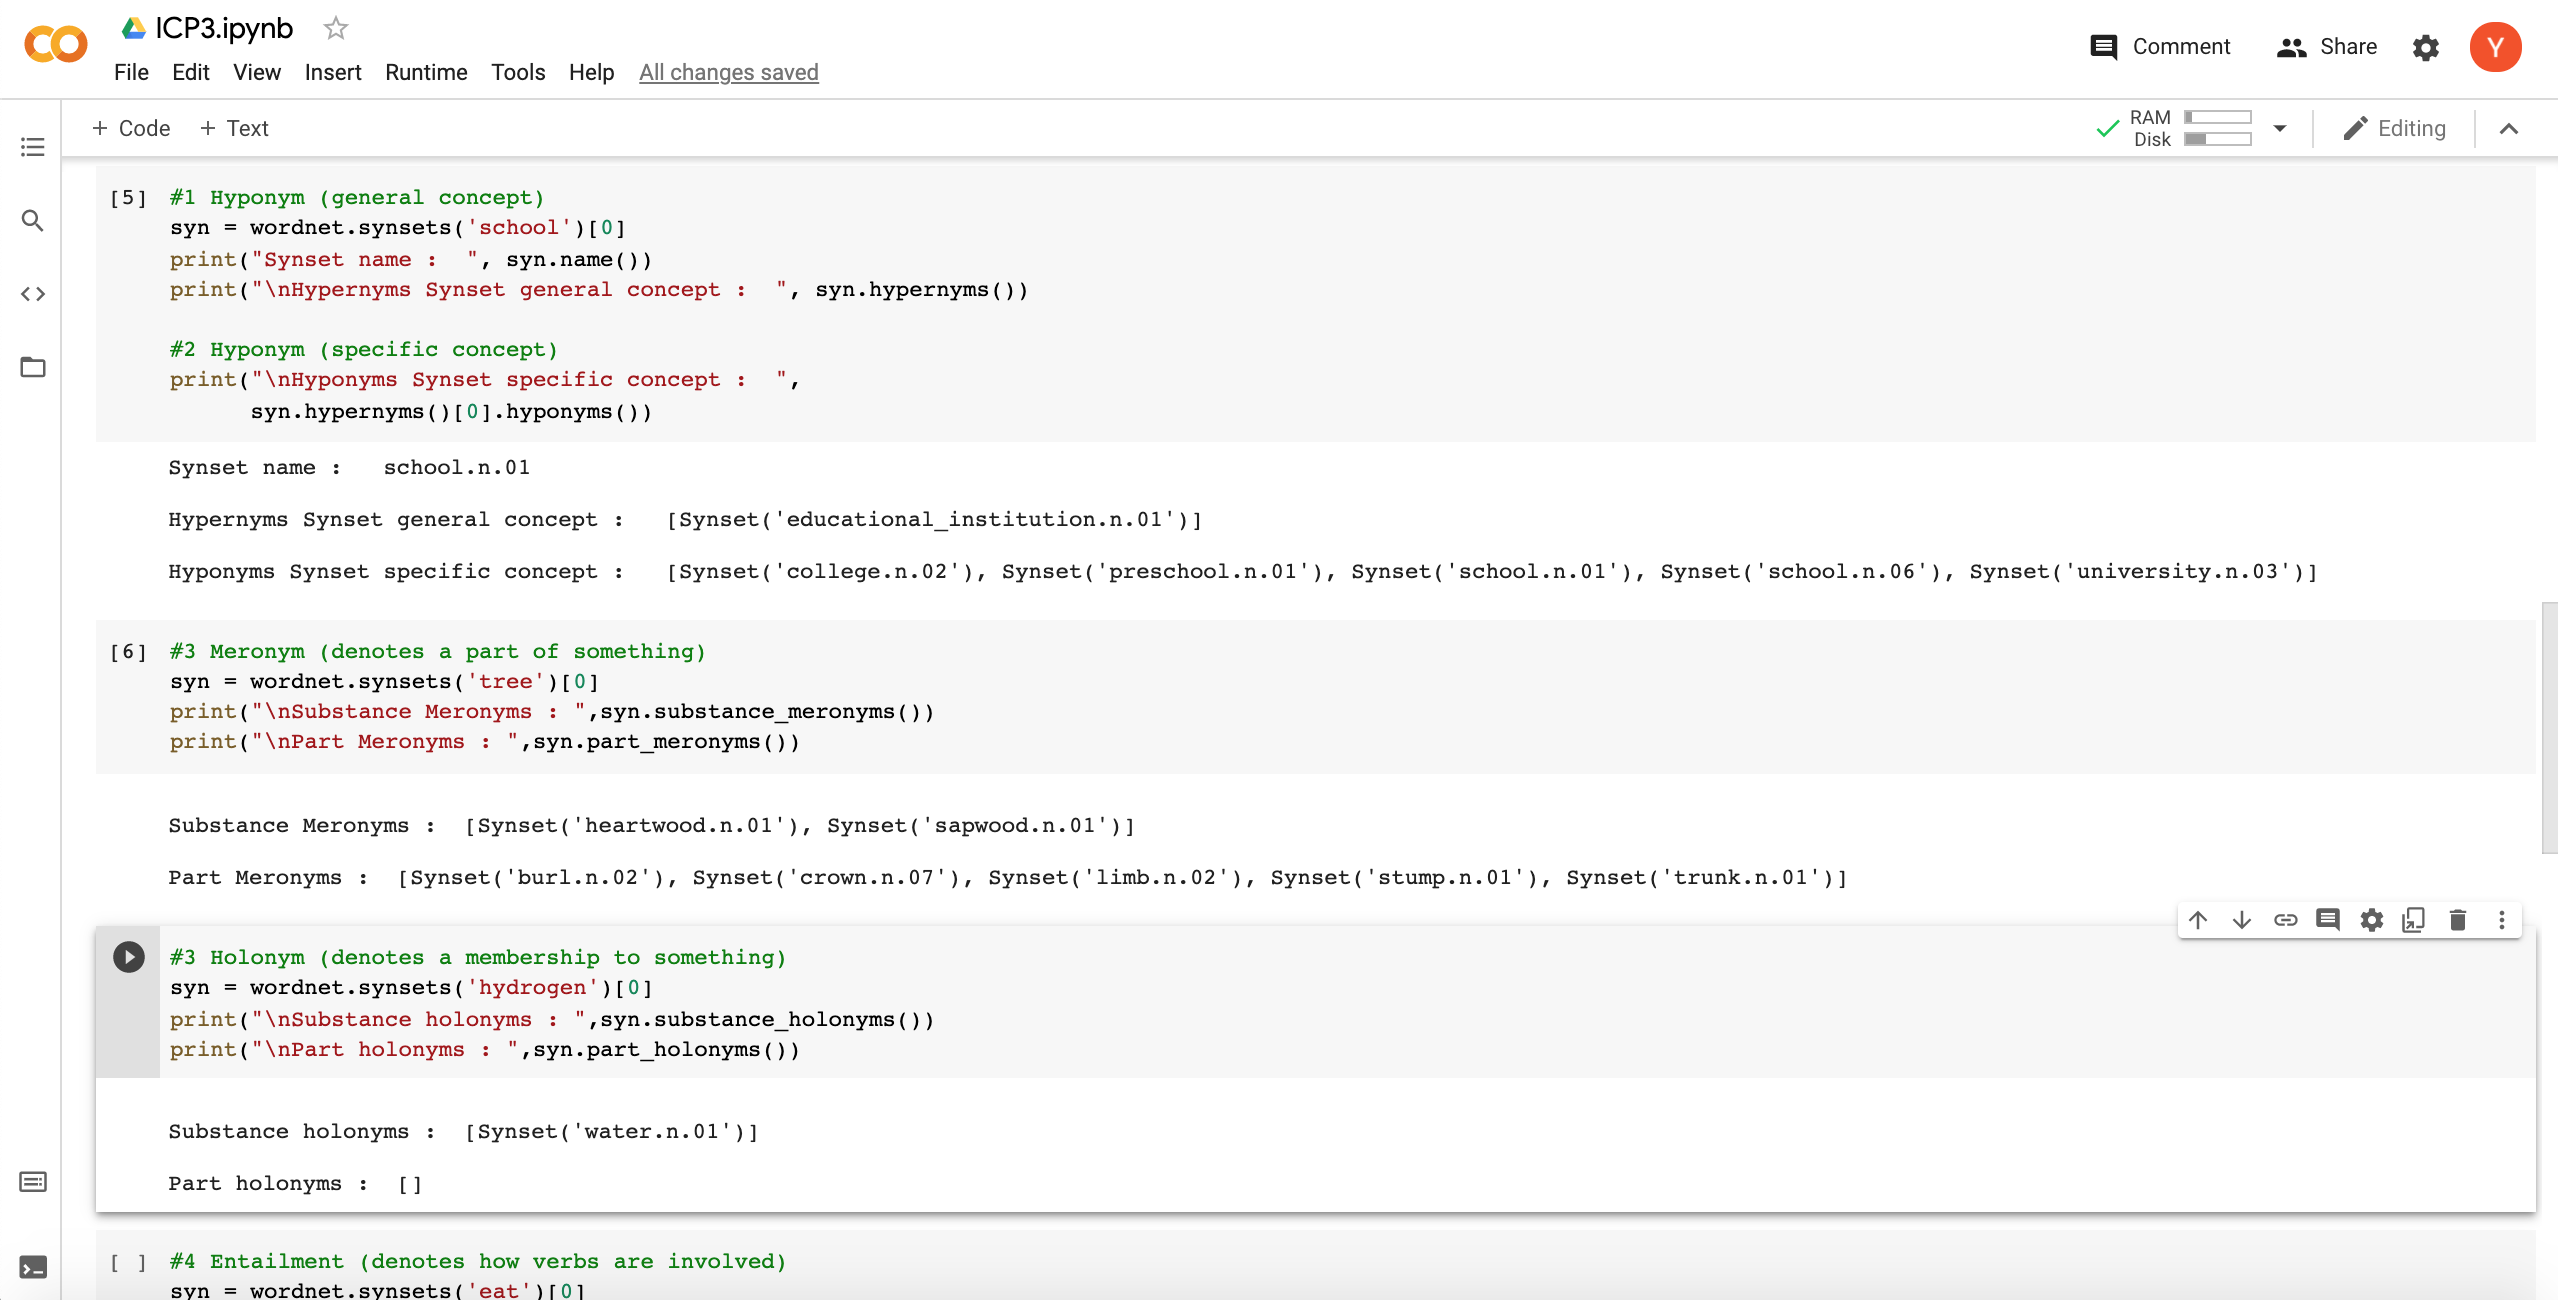 ICP3.ipynb
Comment Share Y
File Edit View Insert Runtime Tools Help All changes saved
+ Code + Text RAM Disk Editing
[5] #1 Hyponym (general concept)
syn = wordnet.synsets('school')[0]
print("Synset name :  ", syn.name())
print("\nHypernyms Synset general concept :  ", syn.hypernyms())
#2 Hyponym (specific concept)
print("\nHyponyms Synset specific concept :  ",
      syn.hypernyms()[0].hyponyms())
Synset name :   school.n.01
Hypernyms Synset general concept :   [Synset('educational_institution.n.01')]
Hyponyms Synset specific concept :   [Synset('college.n.02'), Synset('preschool.n.01'), Synset('school.n.01'), Synset('school.n.06'), Synset('university.n.03')]
[6] #3 Meronym (denotes a part of something)
syn = wordnet.synsets('tree')[0]
print("\nSubstance Meronyms : ",syn.substance_meronyms())
print("\nPart Meronyms : ",syn.part_meronyms())
Substance Meronyms :  [Synset('heartwood.n.01'), Synset('sapwood.n.01')]
Part Meronyms :  [Synset('burl.n.02'), Synset('crown.n.07'), Synset('limb.n.02'), Synset('stump.n.01'), Synset('trunk.n.01')]
#3 Holonym (denotes a membership to something)
syn = wordnet.synsets('hydrogen')[0]
print("\nSubstance holonyms : ",syn.substance_holonyms())
print("\nPart holonyms : ",syn.part_holonyms())
Substance holonyms :  [Synset('water.n.01')]
Part holonyms :  []
[ ] #4 Entailment (denotes how verbs are involved)
syn = wordnet.synsets('eat')[0]